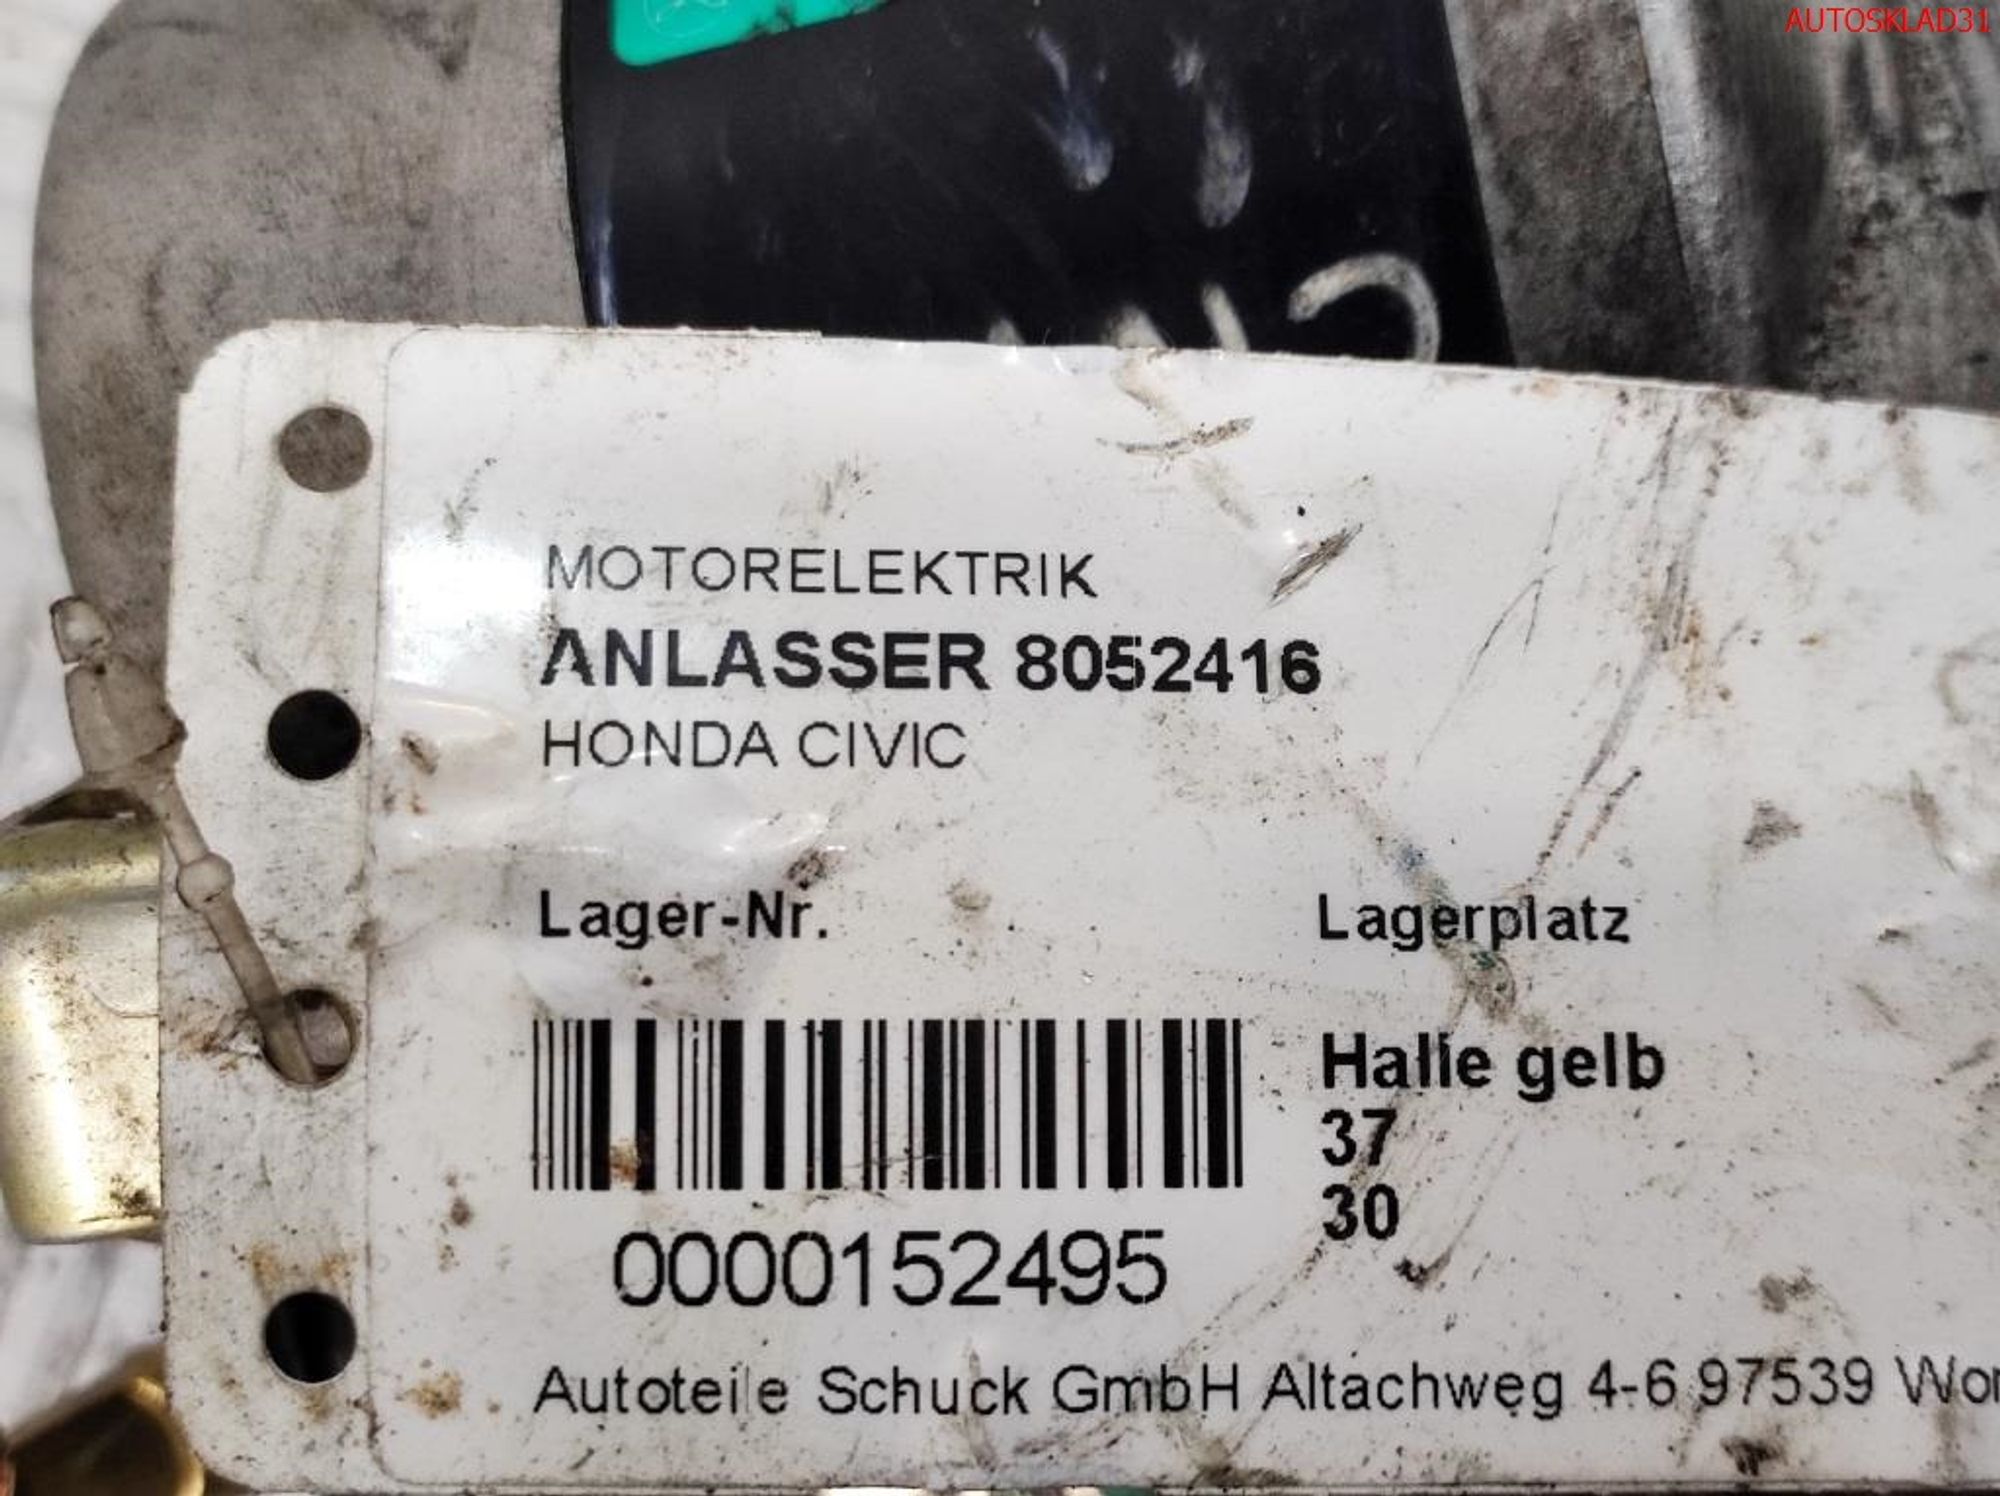 AUTOSKLAD31
MOTORELEKTRIK
ANLASSER 8052416
HONDA CIVIC
Lager-Nr.
Lagerplatz
Halle gelb
37
30
0000152495
Autoteile Schuck GmbH Altachweg 4-6 97539 Won